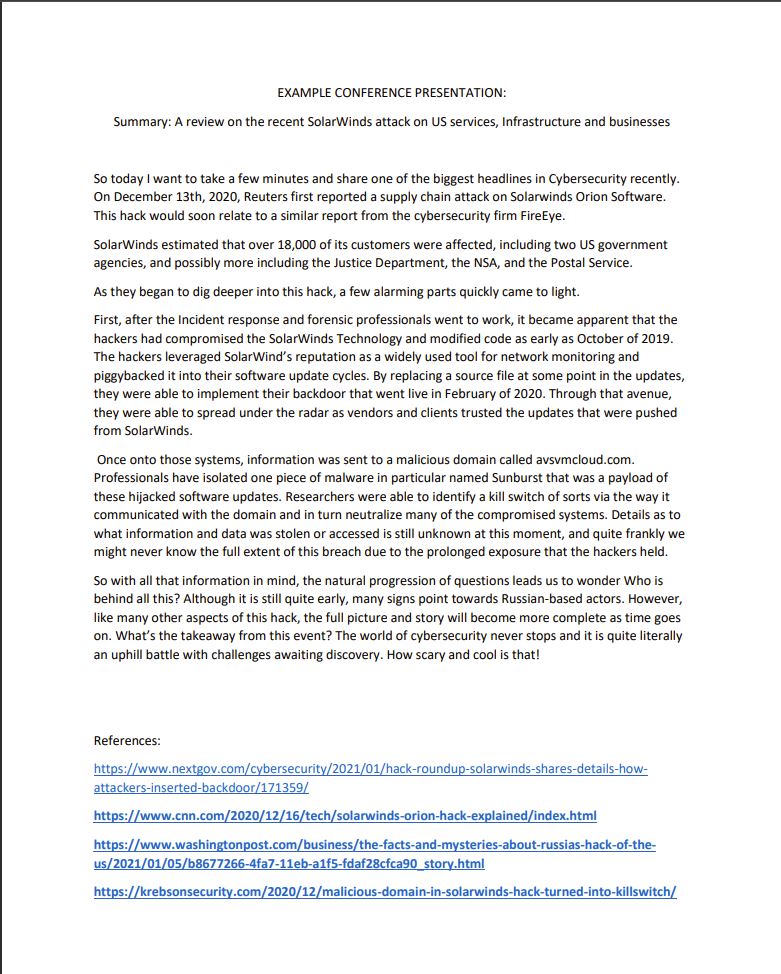 EXAMPLE CONFERENCE PRESENTATION:
Summary: A review on the recent SolarWinds attack on US services, Infrastructure and businesses
So today I want to take a few minutes and share one of the biggest headlines in Cybersecurity recently.
On December 13th, 2020, Reuters first reported a supply chain attack on Solarwinds Orion Software.
This hack would soon relate to a similar report from the cybersecurity firm FireEye.
SolarWinds estimated that over 18,000 of its customers were affected, including two US government
agencies, and possibly more including the Justice Department, the NSA, and the Postal Service.
As they began to dig deeper into this hack, a few alarming parts quickly came to light.
First, after the Incident response and forensic professionals went to work, it became apparent that the
hackers had compromised the SolarWinds Technology and modified code as early as October of 2019.
The hackers leveraged SolarWind's reputation as a widely used tool for network monitoring and
piggybacked it into their software update cycles. By replacing a source file at some point in the updates,
they were able to implement their backdoor that went live in February of 2020. Through that avenue,
they were able to spread under the radar as vendors and clients trusted the updates that were pushed
from SolarWinds.
Once onto those systems, information was sent to a malicious domain called avsvmcloud.com.
Professionals have isolated one piece of malware in particular named Sunburst that was a payload of
these hijacked software updates. Researchers were able to identify a kill switch of sorts via the way it
communicated with the domain and in turn neutralize many of the compromised systems. Details as to
what information and data was stolen or accessed is still unknown at this moment, and quite frankly we
might never know the full extent of this breach due to the prolonged exposure that the hackers held.
So with all that information in mind, the natural progression of questions leads us to wonder Who is
behind all this? Although it is still quite early, many signs point towards Russian-based actors. However,
like many other aspects of this hack, the full picture and story will become more complete as time goes
on. What's the takeaway from this event? The world of cybersecurity never stops and it is quite literally
an uphill battle with challenges awaiting discovery. How scary and cool is that!
References:
https://www.nextgov.com/cybersecurity/2021/01/hack-roundup-solarwinds-shares-details-how-
attackers-inserted-backdoor/171359/
https://www.cnn.com/2020/12/16/tech/solarwinds-orion-hack-explained/index.html
https://www.washingtonpost.com/business/the-facts-and-mysteries-about-russias-hack-of-the-
us/2021/01/05/b8677266-4fa7-11eb-a1f5-fdaf28cfca90_story.html
https://krebsonsecurity.com/2020/12/malicious-domain-in-solarwinds-hack-turned-into-killswitch/